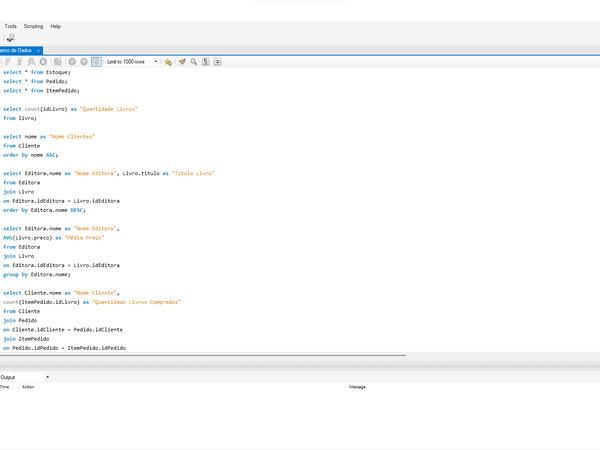 Tools Scripting Help
anco de Dados ×
Limit to 1000 rows
select * from Estoque;
select * from Pedido;
select * from ItemPedido;
select count(idLivro) as "Quantidade Livros"
from livro;
select nome as "Nome Clientes"
from Cliente
order by nome ASC;
select Editora.nome as "Nome Editora", Livro.titulo as "Titulo Livro"
from Editora
join Livro
on Editora.idEditora = Livro.idEditora
order by Editora.nome DESC;
select Editora.nome as "Nome Editora",
AVG(Livro.preco) as "Média Preço"
from Editora
join Livro
on Editora.idEditora = Livro.idEditora
group by Editora.nome;
select Cliente.nome as "Nome Cliente",
count(ItemPedido.idLivro) as "Quantidade Livros Comprados"
from Cliente
join Pedido
on Cliente.idCliente = Pedido.idCliente
join ItemPedido
on Pedido.idPedido = ItemPedido.idPedido
Output
Time Action Message